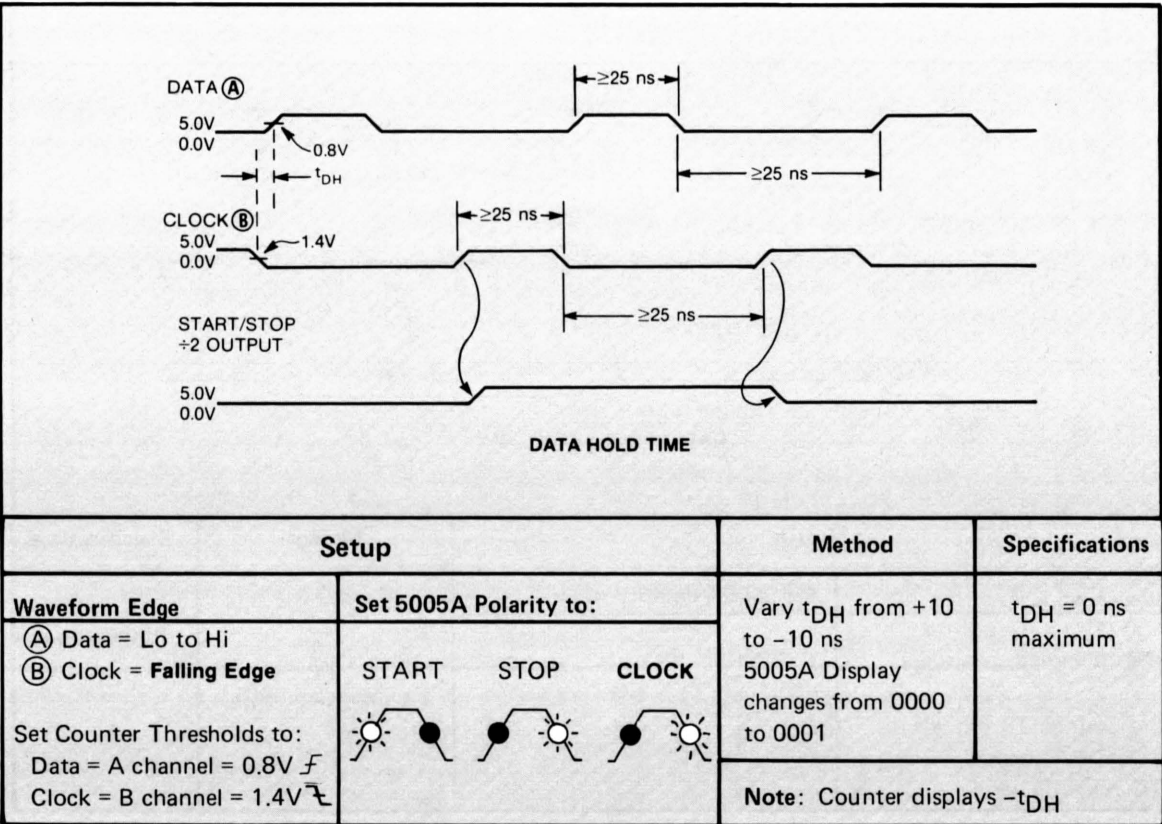 ≥25 ns
DATA Ⓐ
5.0V
0.0V
0.8V
tDH
≥25 ns
CLOCK Ⓑ
≥25 ns
5.0V
0.0V
1.4V
≥25 ns
START/STOP
÷2 OUTPUT
5.0V
0.0V
DATA HOLD TIME
Setup
Method
Specifications
Waveform Edge
Ⓐ Data = Lo to Hi
Ⓑ Clock = Falling Edge
Set Counter Thresholds to:
Data = A channel = 0.8V
Clock = B channel = 1.4V
Set 5005A Polarity to:
START STOP CLOCK
Vary tDH from +10
to -10 ns
5005A Display
changes from 0000
to 0001
tDH = 0 ns
maximum
Note: Counter displays -tDH